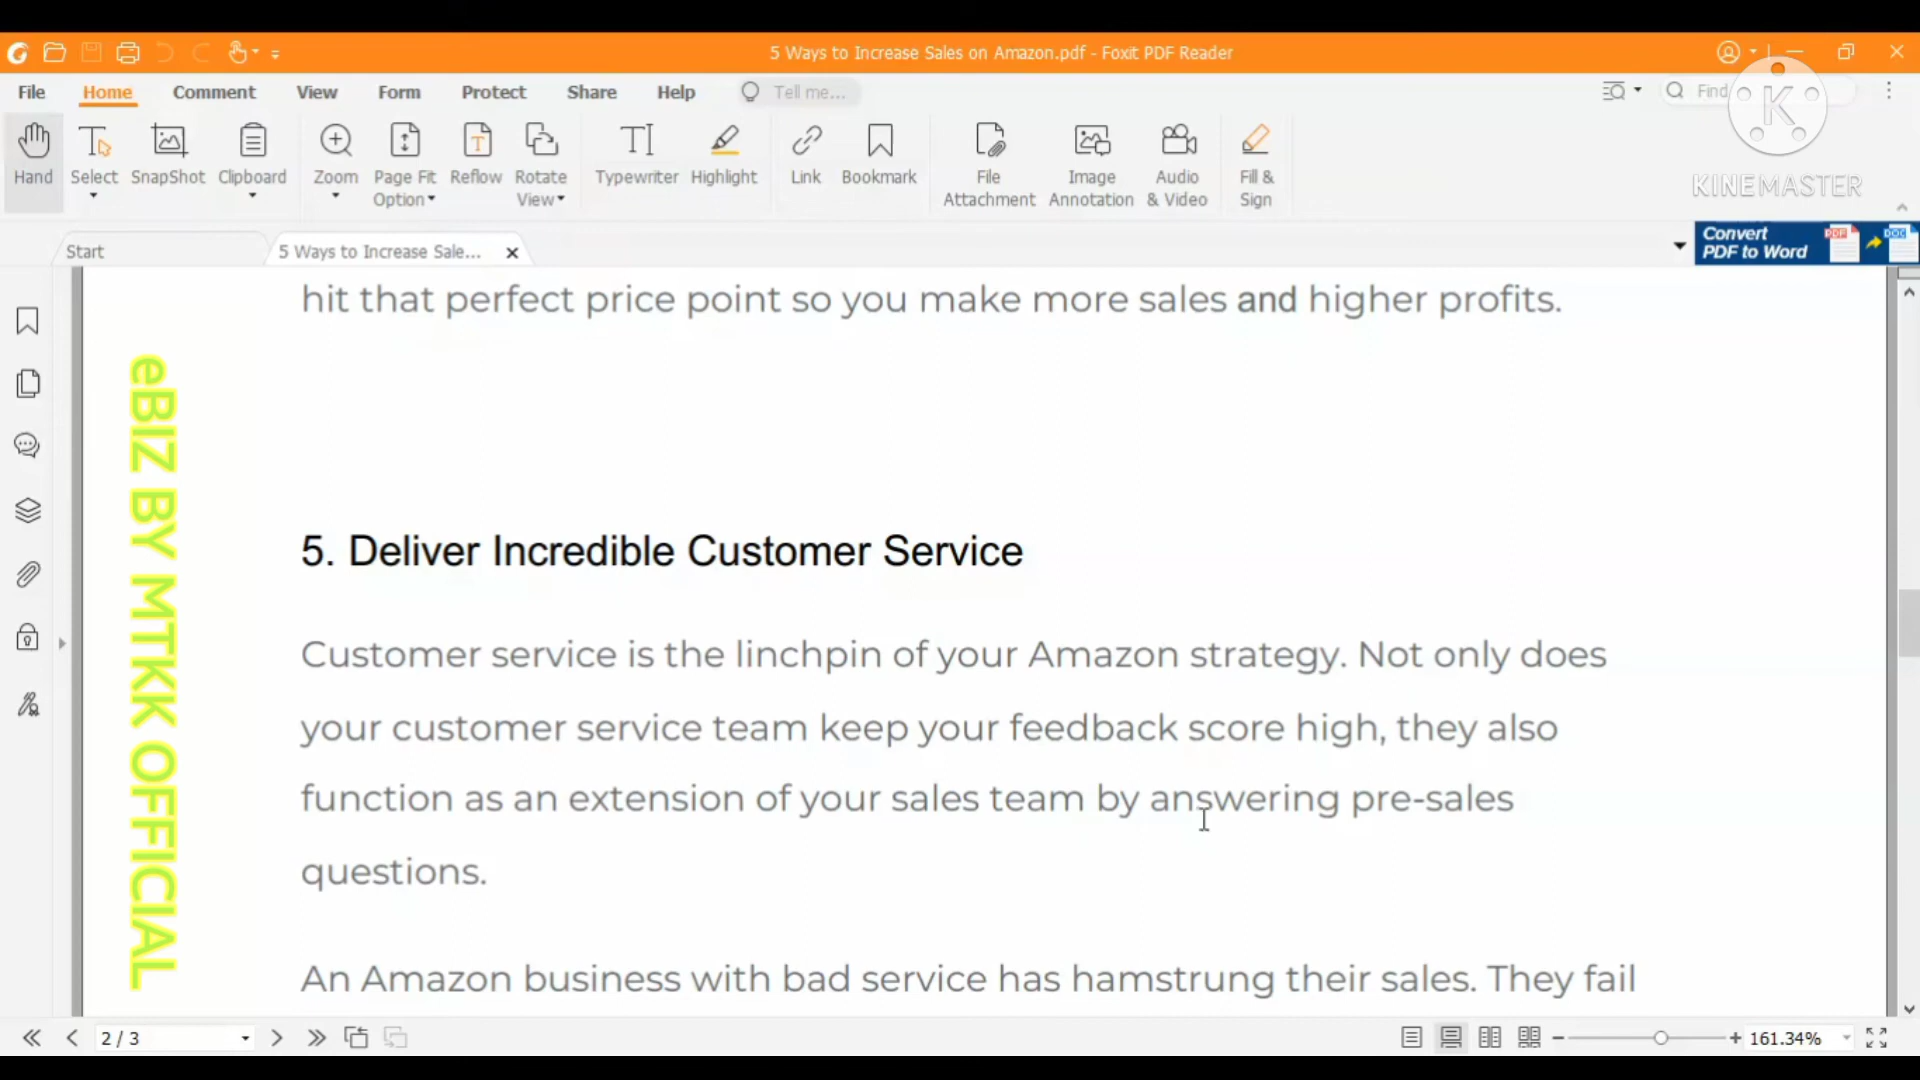 5 Ways to Increase Sales on Amazon.pdf - Foxit PDF Reader
File Home Comment View Form Protect Share Help Tell me... Find
K
KINEMASTER
Hand Select SnapShot Clipboard Zoom Page Fit Option Reflow Rotate View Typewriter Highlight Link Bookmark File Attachment Image Annotation Audio & Video Fill & Sign
Start 5 Ways to Increase Sale...
Convert
PDF to Word
PDF DOC
hit that perfect price point so you make more sales and higher profits.
eBIZ BY MTKK OFFICIAL
5. Deliver Incredible Customer Service
Customer service is the linchpin of your Amazon strategy. Not only does
your customer service team keep your feedback score high, they also
function as an extension of your sales team by answering pre-sales
questions.
An Amazon business with bad service has hamstrung their sales. They fail
2 / 3 161.34%